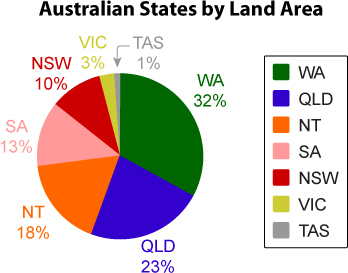 Australian States by Land Area
VIC
3%
TAS
1%
NSW
10%
WA
32%
SA
13%
NT
18%
QLD
23%
WA
QLD
NT
SA
NSW
VIC
TAS